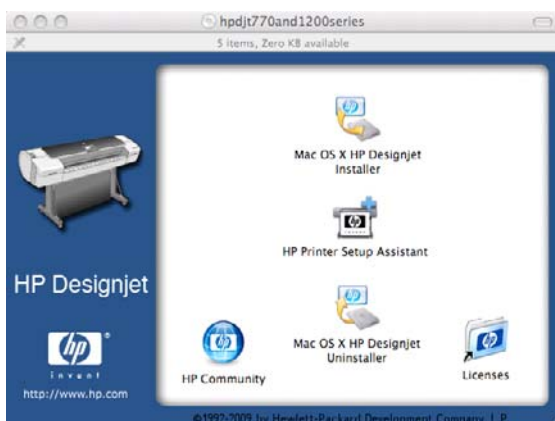 hpdjt770and1200series
5 items, Zero KB available
Mac OS X HP Designjet
Installer
HP Printer Setup Assistant
HP Designjet
Mac OS X HP Designjet
Uninstaller
HP Community
Licenses
hp
invent
http://www.hp.com
©1992-2009 by Hewlett-Packard Development Company, L.P.